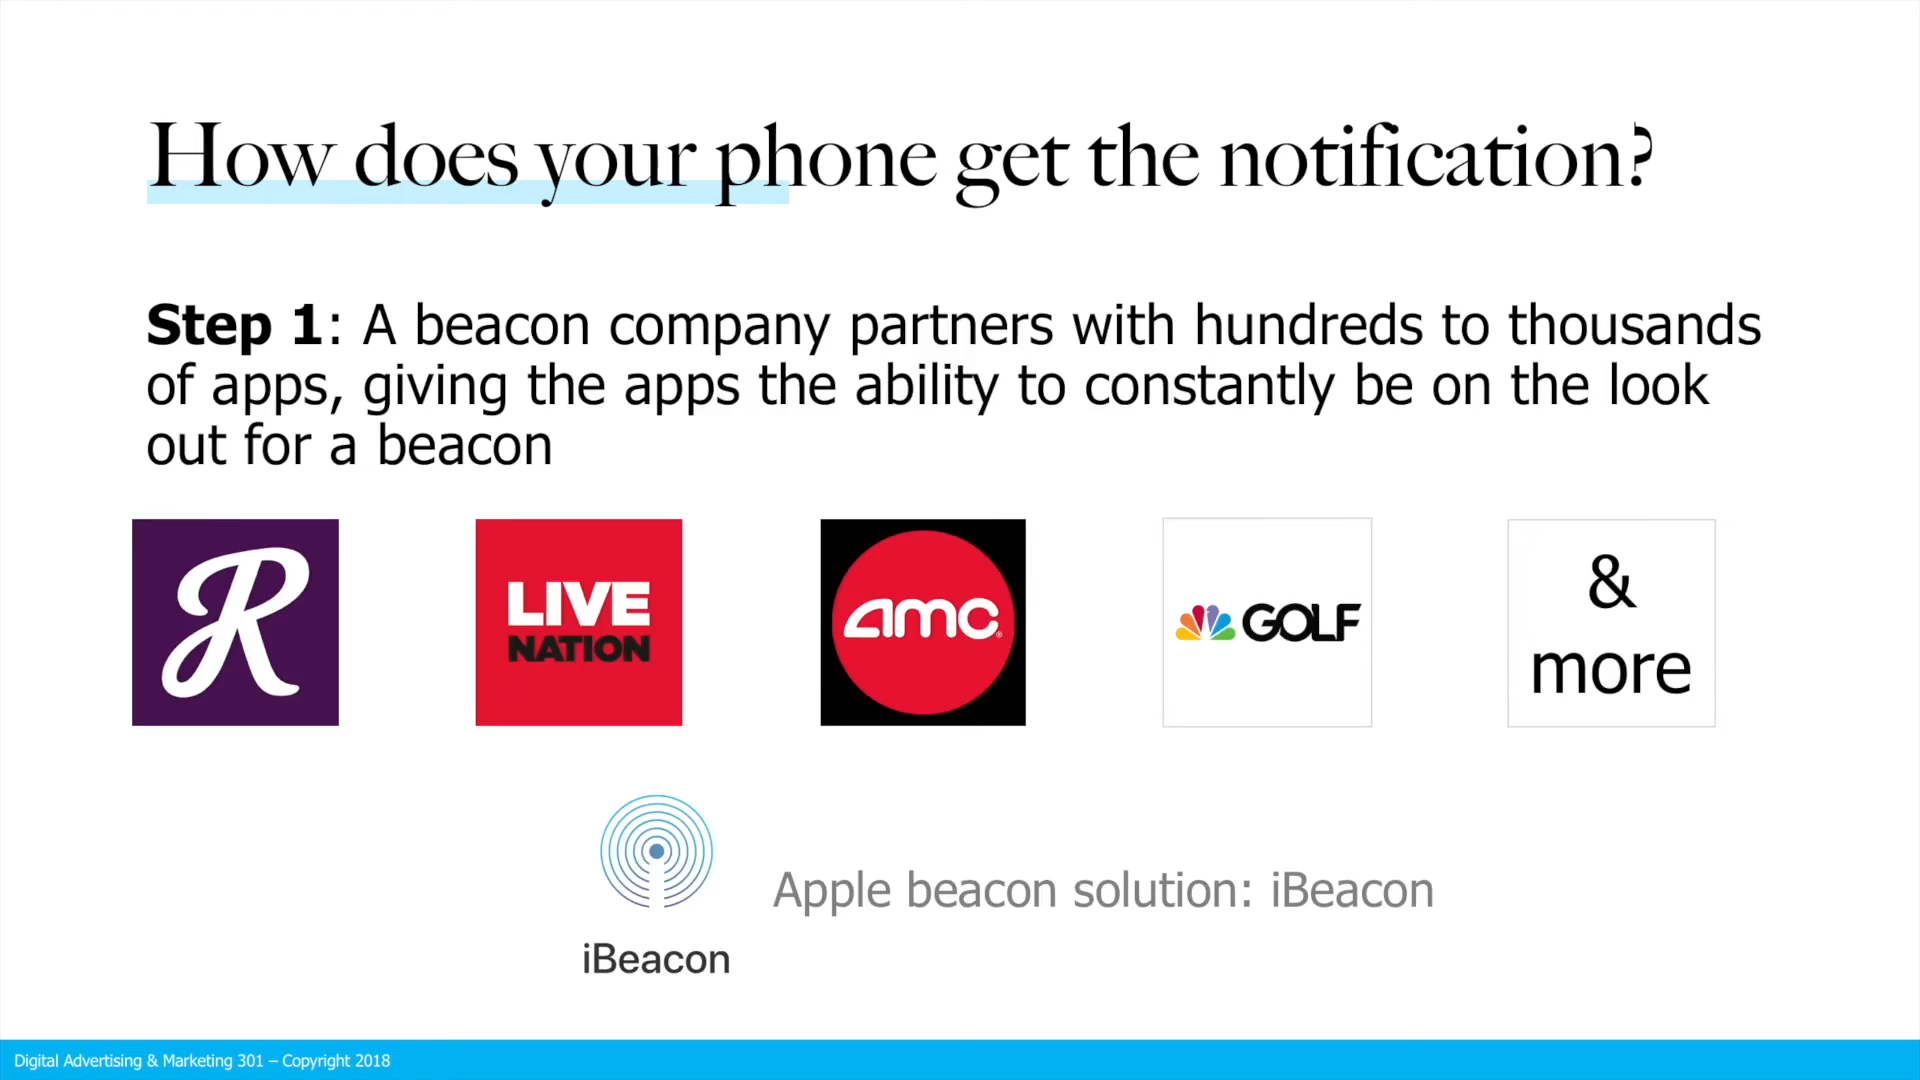 How does your phone get the notification?
Step 1: A beacon company partners with hundreds to thousands
of apps, giving the apps the ability to constantly be on the look
out for a beacon
R
LIVE
NATION
amc
GOLF
&
more
Apple beacon solution: iBeacon
iBeacon
Digital Advertising & Marketing 301 – Copyright 2018